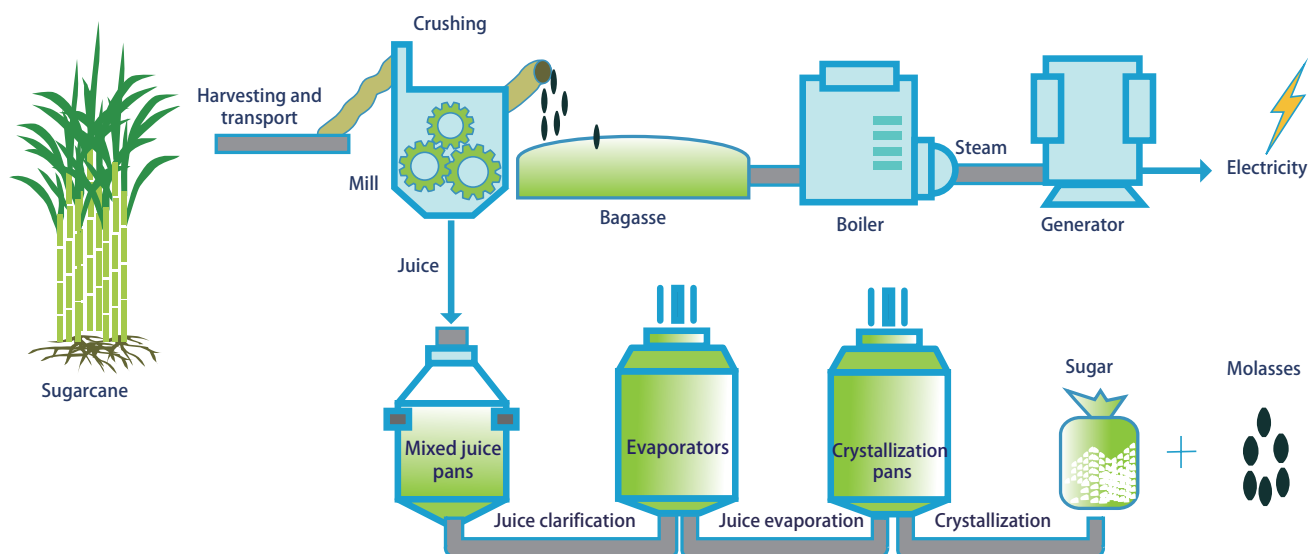 Crushing
Harvesting and
transport
Mill
Bagasse
Boiler
Steam
Generator
Electricity
Juice
Sugarcane
Mixed juice
pans
Evaporators
Crystallization
pans
Sugar
Molasses
Juice clarification
Juice evaporation
Crystallization